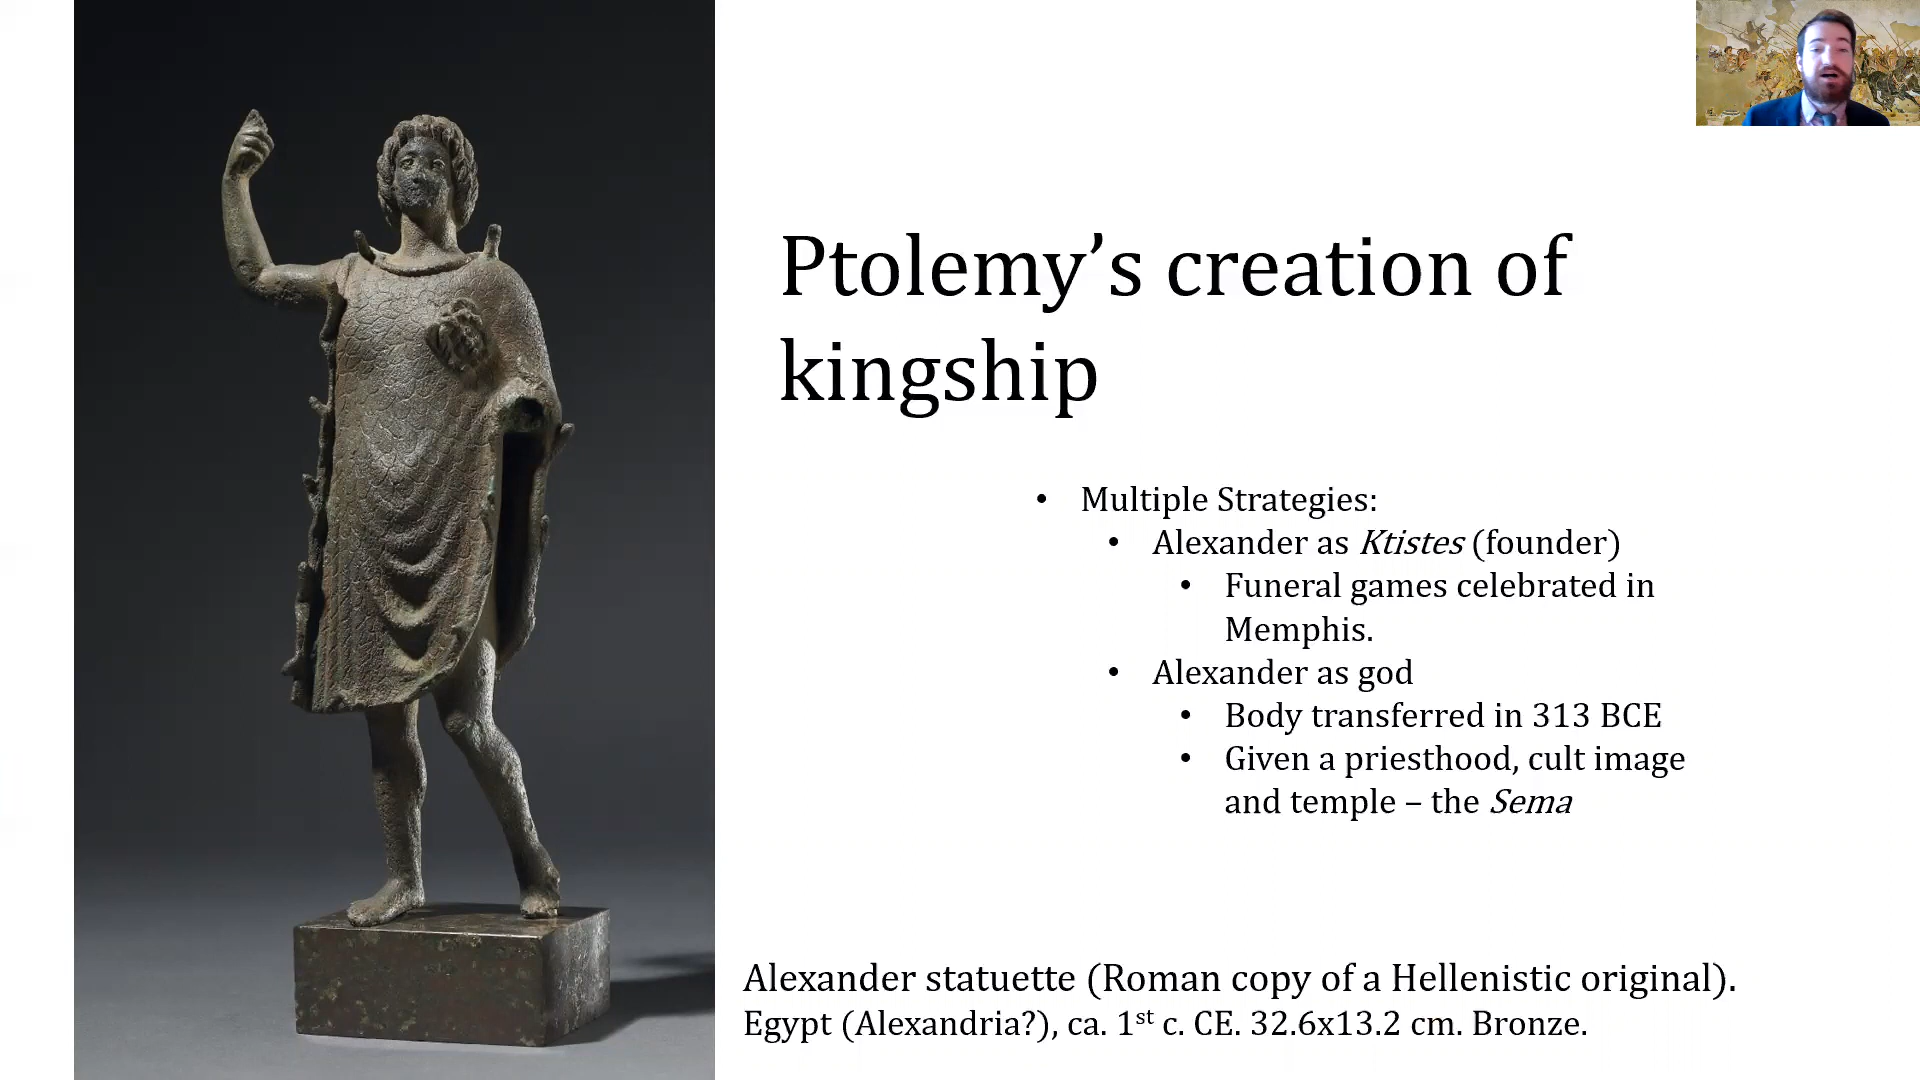 Ptolemy’s creation of
kingship
• Multiple Strategies:
• Alexander as Ktistes (founder)
• Funeral games celebrated in
Memphis.
• Alexander as god
• Body transferred in 313 BCE
• Given a priesthood, cult image
and temple – the Sema
Alexander statuette (Roman copy of a Hellenistic original).
Egypt (Alexandria?), ca. 1st c. CE. 32.6x13.2 cm. Bronze.